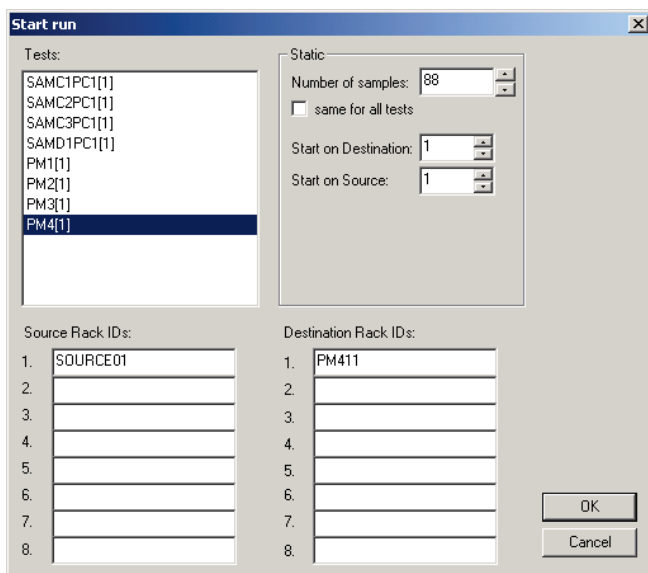 Start run
Tests:
SAMC1PC1[1]
SAMC2PC1[1]
SAMC3PC1[1]
SAMD1PC1[1]
PM1[1]
PM2[1]
PM3[1]
PM4[1]
Static
Number of samples: 88
same for all tests
Start on Destination: 1
Start on Source: 1
Source Rack IDs:
1. SOURCE01
2.
3.
4.
5.
6.
7.
8.
Destination Rack IDs:
1. PM411
2.
3.
4.
5.
6.
7.
8.
OK
Cancel